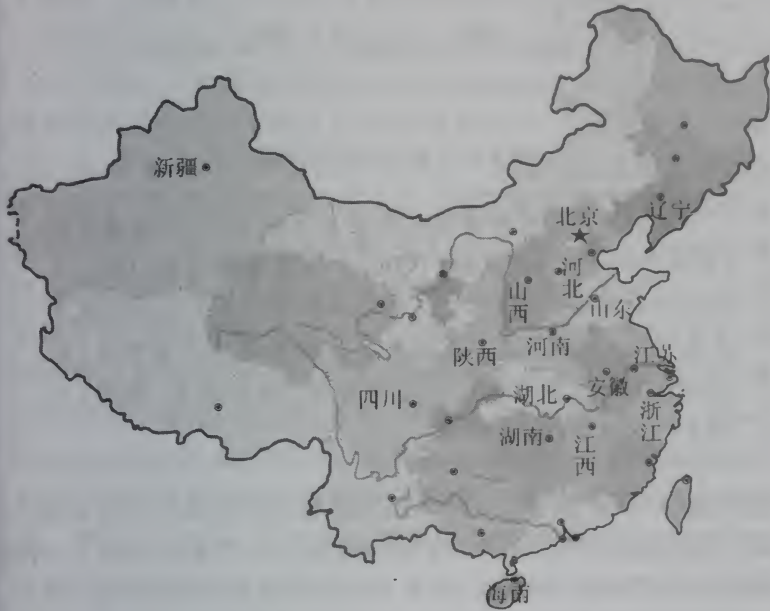 新疆
北京
辽宁
河北
山西
山东
陕西
河南
江苏
安徽
四川
湖北
浙江
湖南
江西
海南